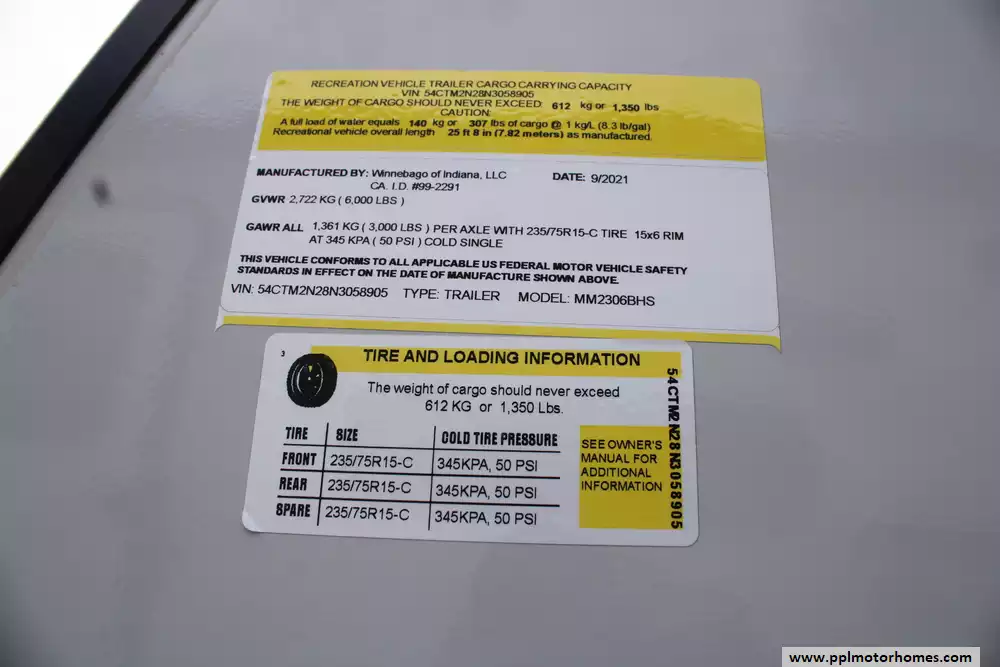 RECREATION VEHICLE TRAILER CARGO CARRYING CAPACITY
VIN: 54CTM2N28N3058905
THE WEIGHT OF CARGO SHOULD NEVER EXCEED: 612 kg or 1,350 lbs
CAUTION:
A full load of water equals 140 kg or 307 lbs of cargo @ 1 kg/L (8.3 lb/gal)
Recreational vehicle overall length 25 ft 8 in (7.82 meters) as manufactured.
MANUFACTURED BY: Winnebago of Indiana, LLC DATE: 9/2021
CA. I.D. #99-2291
GVWR 2,722 KG ( 6,000 LBS )
GAWR ALL 1,361 KG ( 3,000 LBS ) PER AXLE WITH 235/75R15-C TIRE 15x6 RIM
AT 345 KPA ( 50 PSI ) COLD SINGLE
THIS VEHICLE CONFORMS TO ALL APPLICABLE US FEDERAL MOTOR VEHICLE SAFETY
STANDARDS IN EFFECT ON THE DATE OF MANUFACTURE SHOWN ABOVE.
VIN: 54CTM2N28N3058905 TYPE: TRAILER MODEL: MM2306BHS
3
TIRE AND LOADING INFORMATION
The weight of cargo should never exceed
612 KG or 1,350 Lbs.
TIRE SIZE COLD TIRE PRESSURE
FRONT 235/75R15-C 345KPA, 50 PSI
REAR 235/75R15-C 345KPA, 50 PSI
SPARE 235/75R15-C 345KPA, 50 PSI
SEE OWNER'S
MANUAL FOR
ADDITIONAL
INFORMATION
54CTM2N28N3058905
www.pplmotorhomes.com